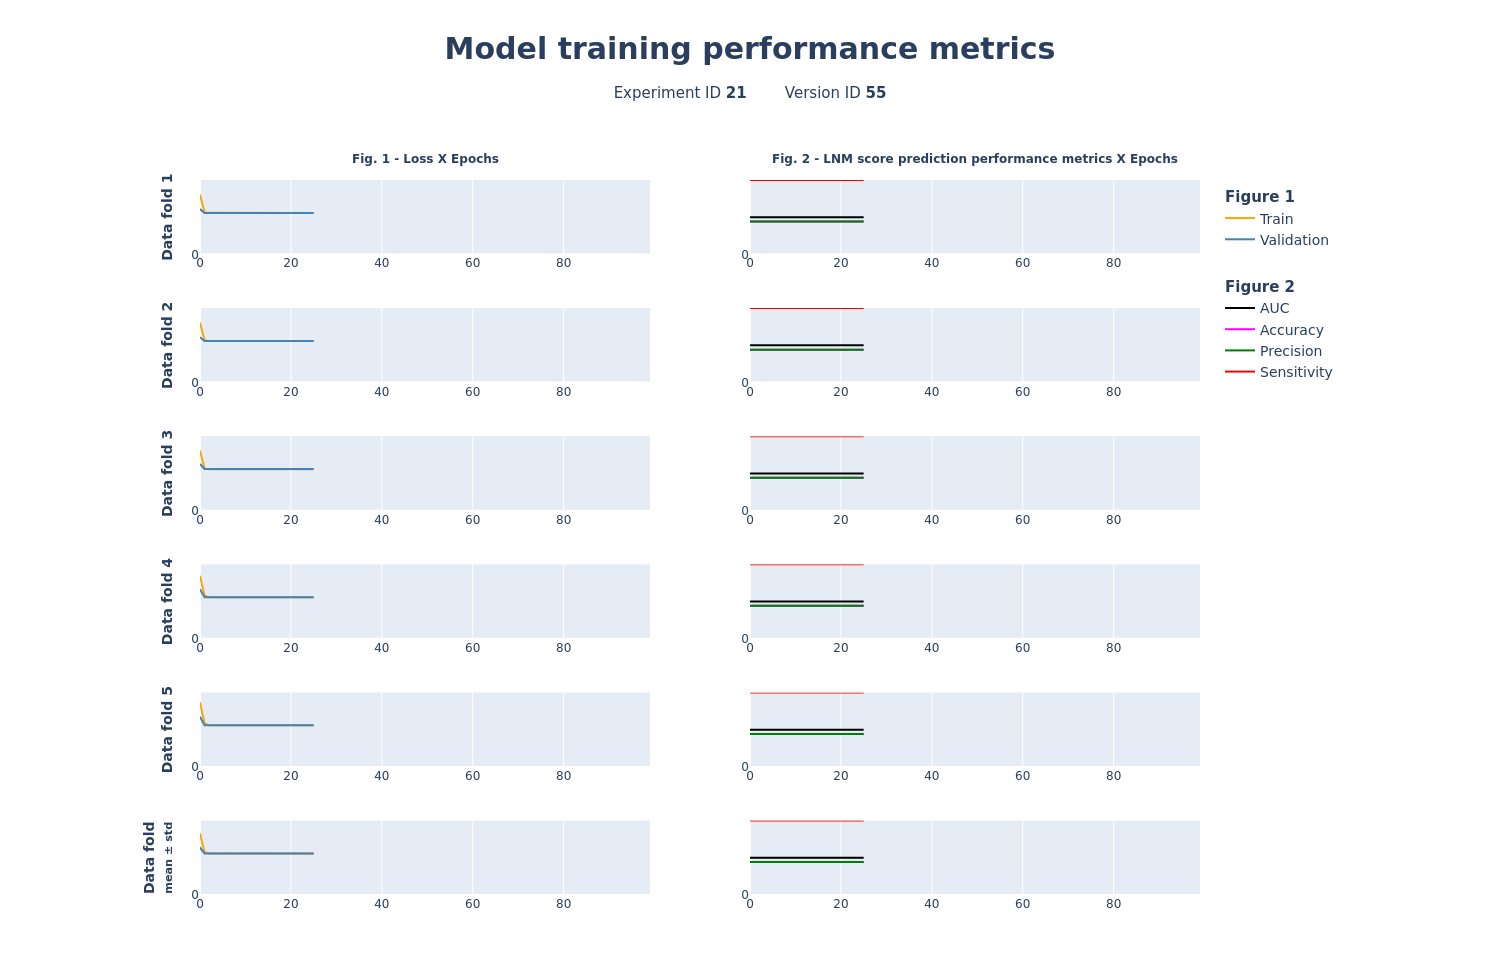 Model training performance metrics
Experiment ID 21 Version ID 55
Fig. 1 - Loss X Epochs
Fig. 2 - LNM score prediction performance metrics X Epochs
Data fold 1
0
0 20 40 60 80
0
0 20 40 60 80
Figure 1
Train
Validation
Figure 2
AUC
Accuracy
Precision
Sensitivity
Data fold 2
0
0 20 40 60 80
0
0 20 40 60 80
Data fold 3
0
0 20 40 60 80
0
0 20 40 60 80
Data fold 4
0
0 20 40 60 80
0
0 20 40 60 80
Data fold 5
0
0 20 40 60 80
0
0 20 40 60 80
Data fold
mean ± std
0
0 20 40 60 80
0
0 20 40 60 80